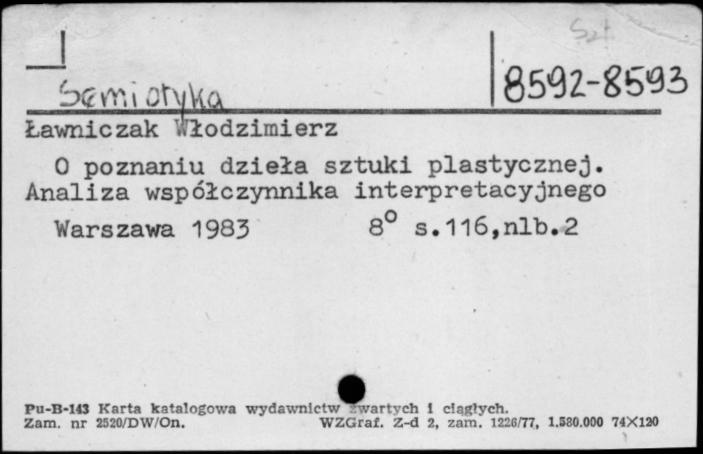 Semiotyka
8592-8593
Ławniczak Włodzimierz
O poznaniu dzieła sztuki plastycznej.
Analiza współczynnika interpretacyjnego
Warszawa 1983 8° s.116,nlb.2
Pu-B-143 Karta katalogowa wydawnictw zwartych i ciągłych.
Zam. nr 2520/DW/On. WZGraf. Z-d 2, zam. 1226/77, 1.580.000 74X120